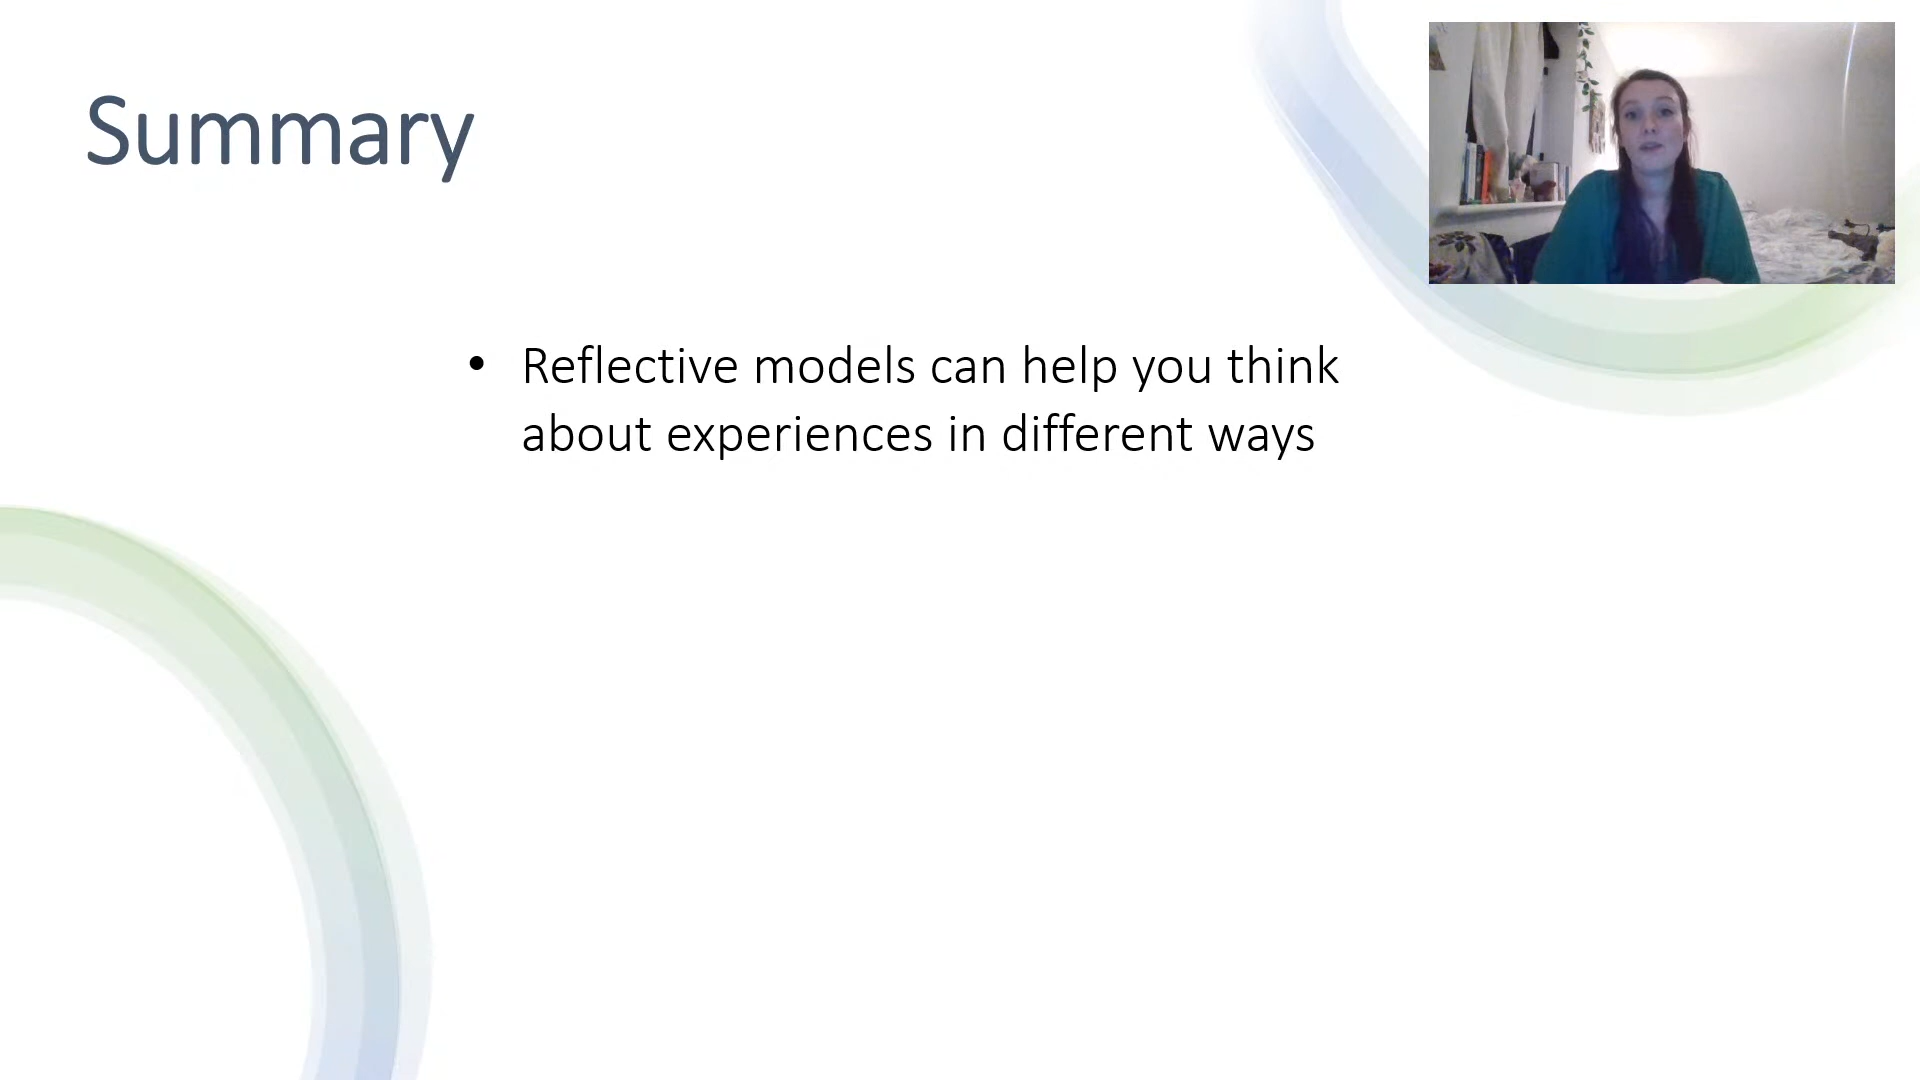 Summary
• Reflective models can help you think
about experiences in different ways